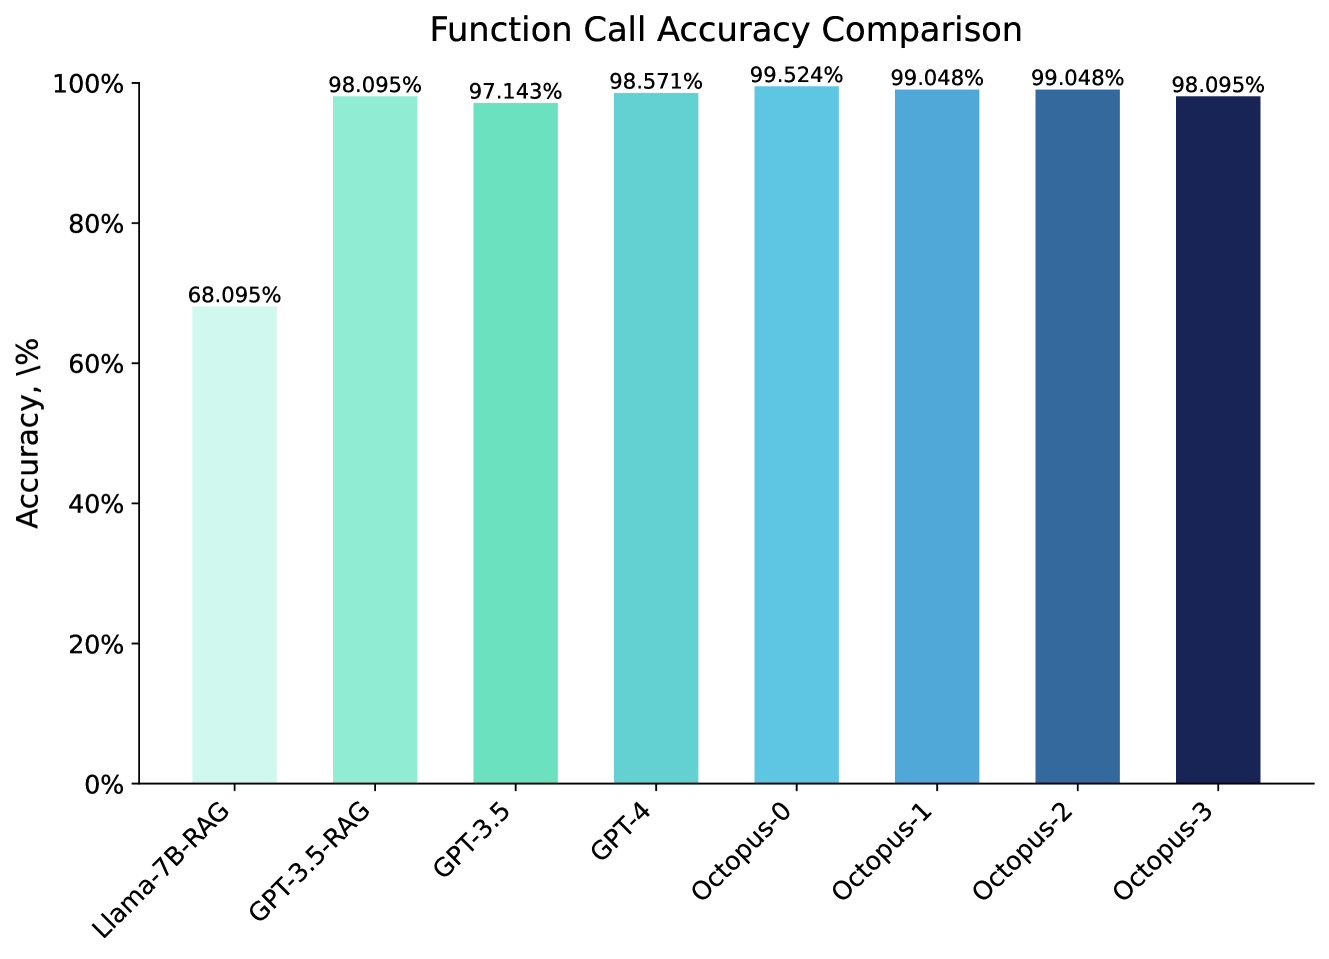 Function Call Accuracy Comparison
Accuracy, \%
100%
80%
60%
40%
20%
0%
68.095%
98.095%
97.143%
98.571%
99.524%
99.048%
99.048%
98.095%
Llama-7B-RAG
GPT-3.5-RAG
GPT-3.5
GPT-4
Octopus-0
Octopus-1
Octopus-2
Octopus-3